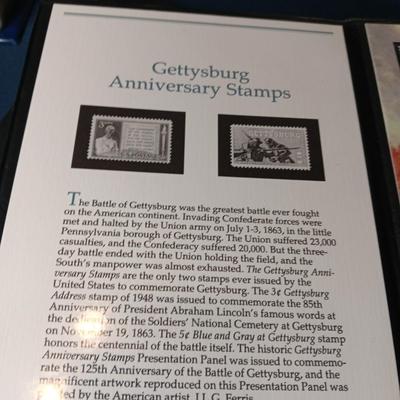 Gettysburg
Anniversary Stamps
GETTYSBURG
The Battle of Gettysburg was the greatest battle ever fought
on the American continent. Invading Confederate forces were
met and halted by the Union army on July 1-3, 1863, in the little
Pennsylvania borough of Gettysburg. The Union suffered 23,000
casualties, and the Confederacy 20,000. But the three-
day battle ended with the Union holding the field, and the
South's manpower was almost exhausted. The Gettysburg Anni-
versary Stamps are the only two stamps ever issued by the
United States to commemorate Gettysburg. The 3¢ Gettysburg
Address stamp of 1948 was issued to commemorate the 85th
Anniversary of President Abraham Lincoln's famous words at
the dedication of the Soldiers' National Cemetery at Gettysburg
on November 19, 1863. The 5¢ Blue and Gray at Gettysburg stamp
honors the centennial of the battle itself. The historic Gettysburg
Anniversary Stamps Presentation Panel was issued to commemo-
rate the 125th Anniversary of the Battle of Gettysburg, and the
magnificent artwork reproduced on this Presentation Panel was
by the American artist, J.L.G. Ferris.